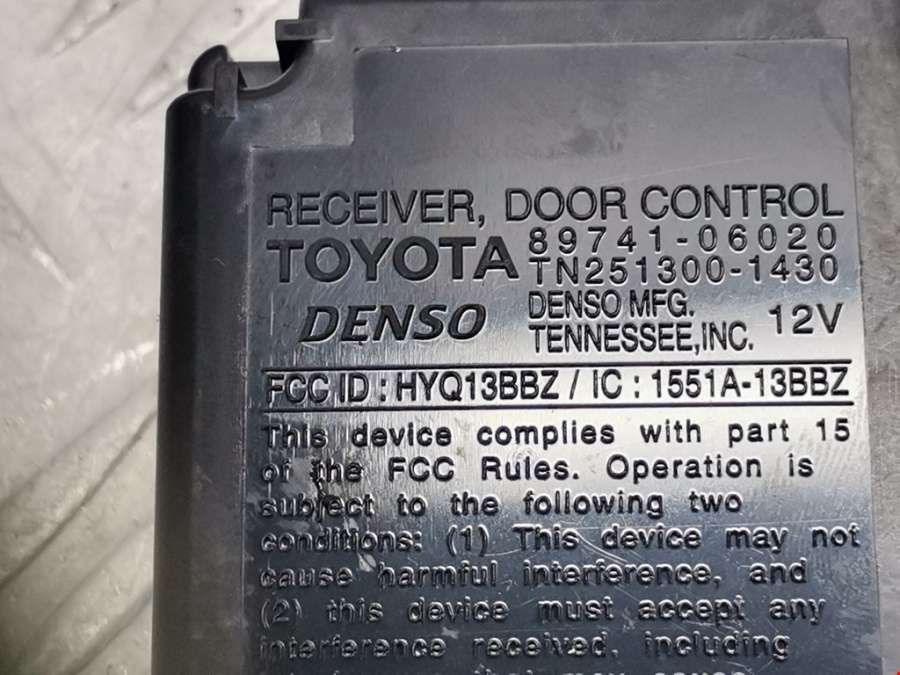 RECEIVER, DOOR CONTROL
TOYOTA 89741-06020
TN251300-1430
DENSO DENSO MFG.
TENNESSEE, INC. 12V
FCC ID : HYQ13BBZ / IC : 1551A-13BBZ
This device complies with part 15
of the FCC Rules. Operation is
subject to the following two
conditions: (1) This device may not
cause harmful interference, and
(2) this device must accept any
interference received, including